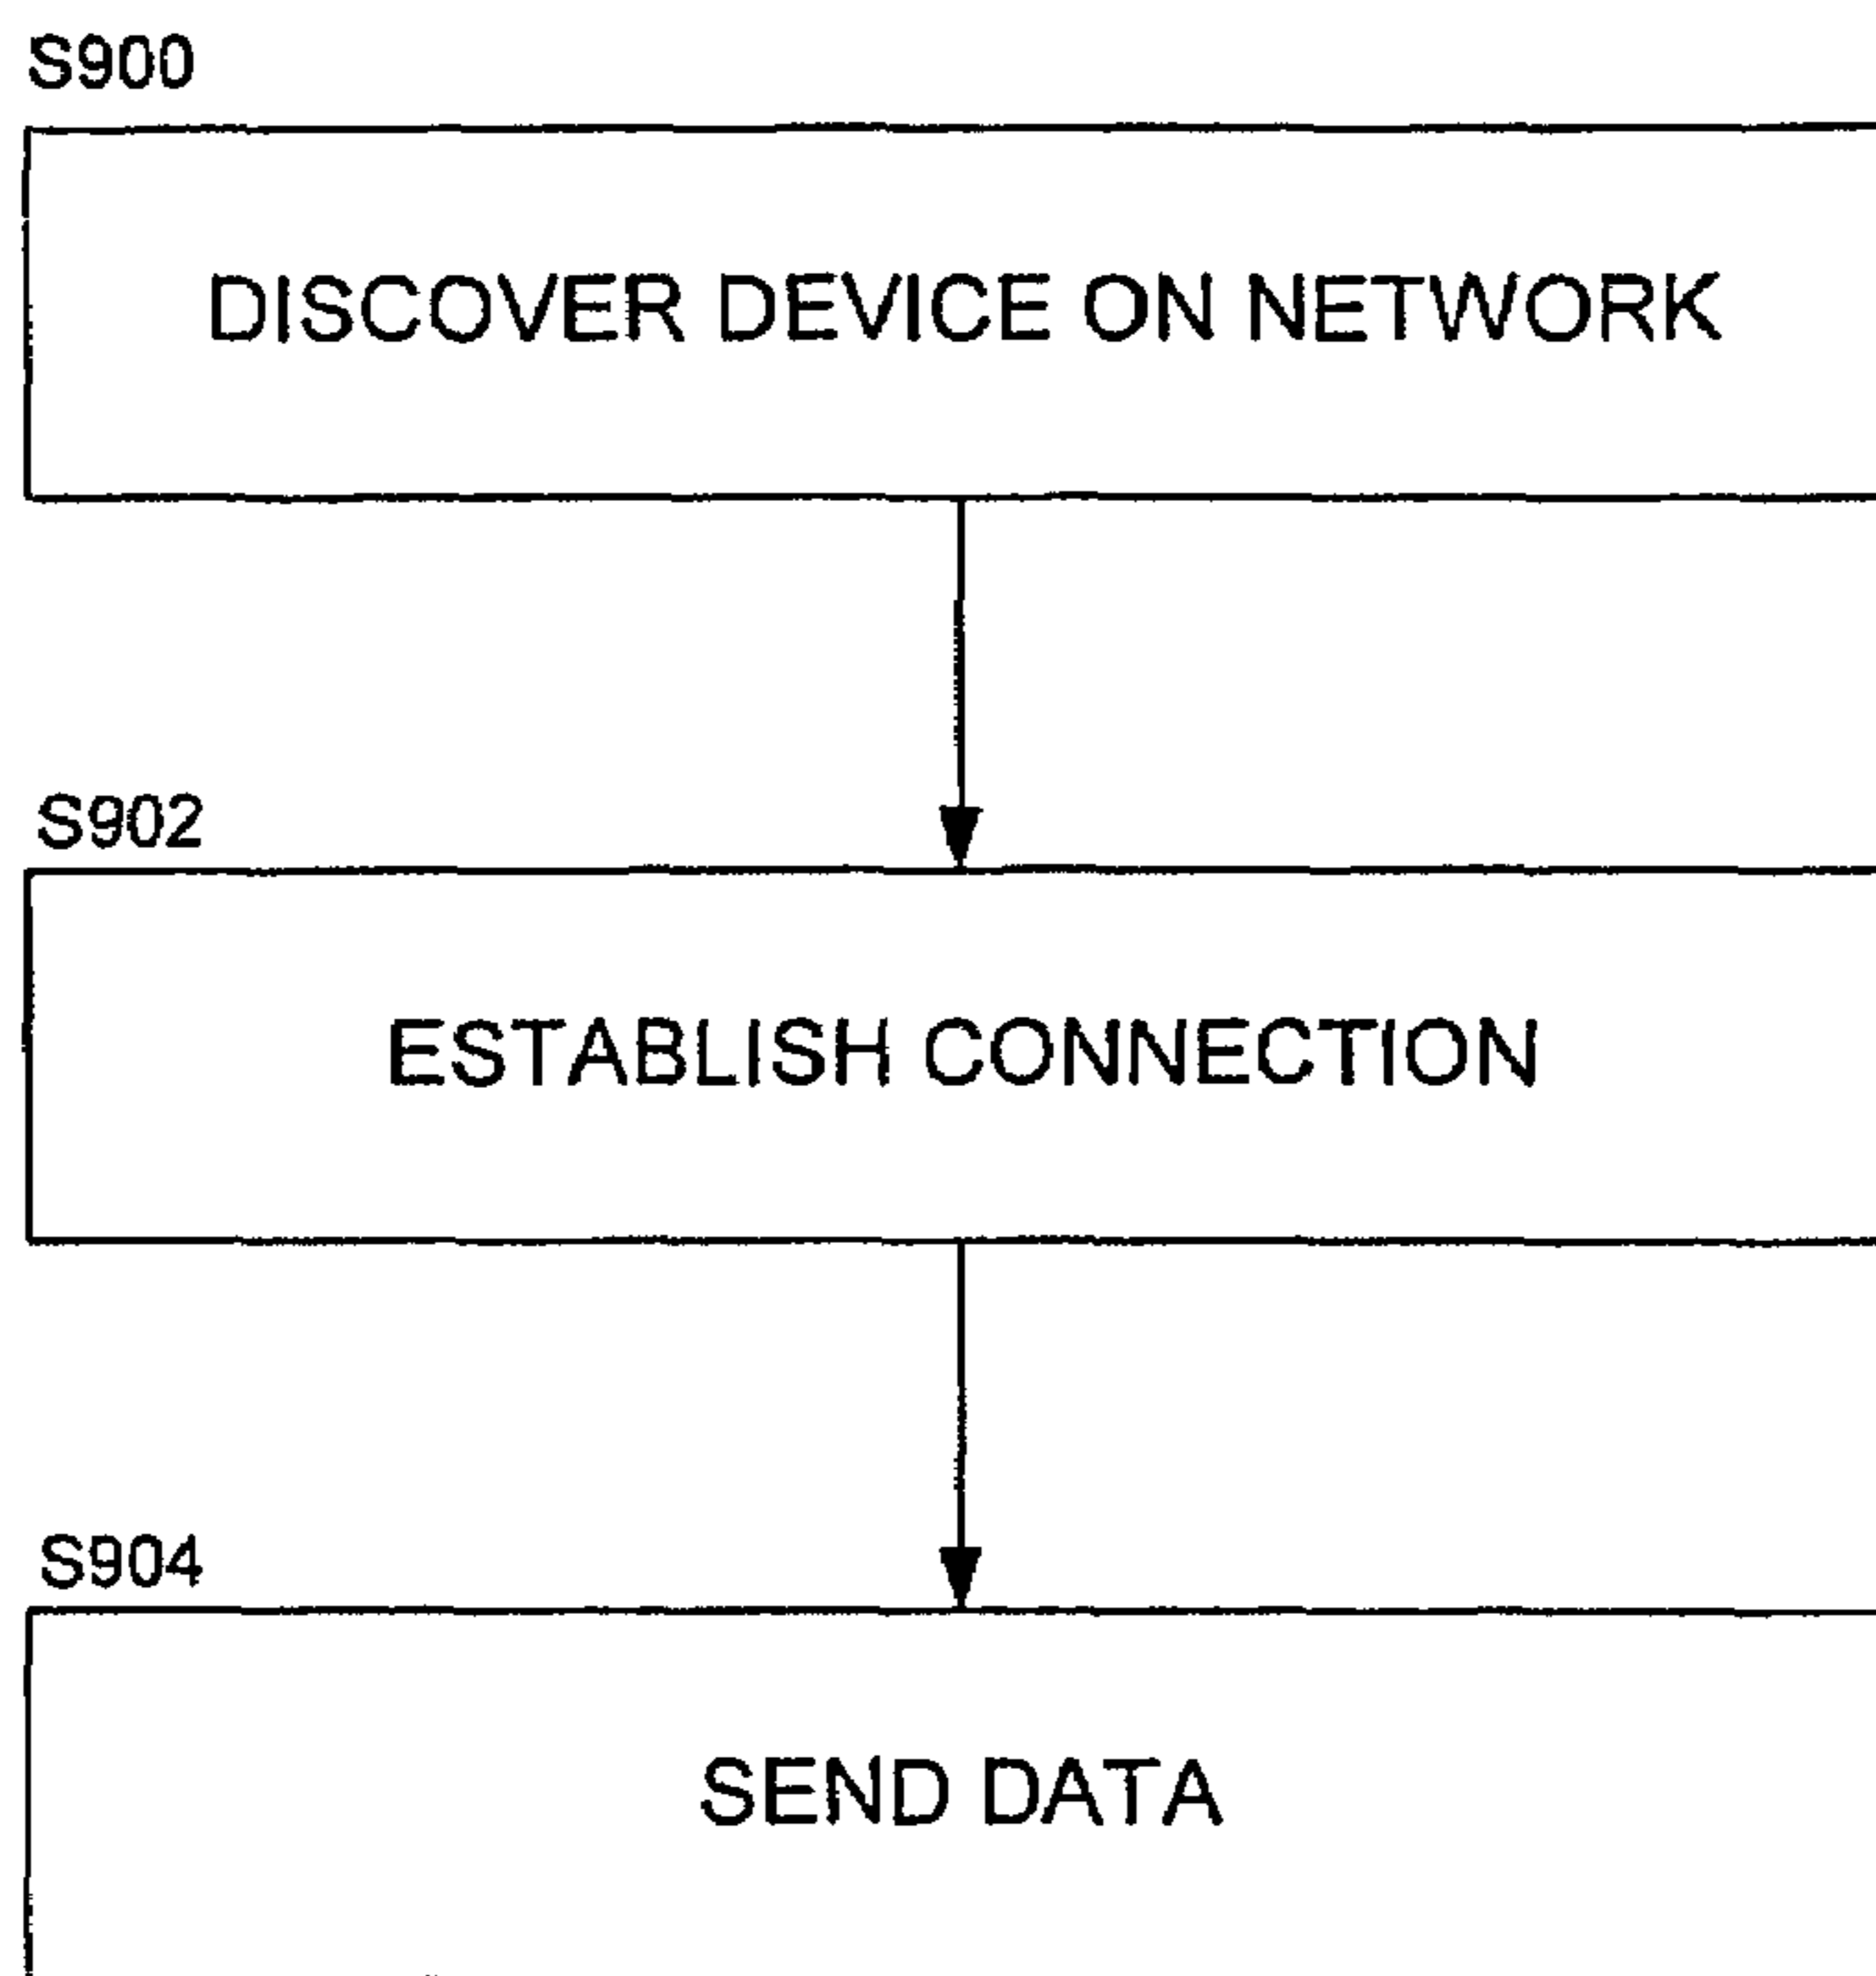 S900
DISCOVER DEVICE ON NETWORK
S902
ESTABLISH CONNECTION
S904
SEND DATA